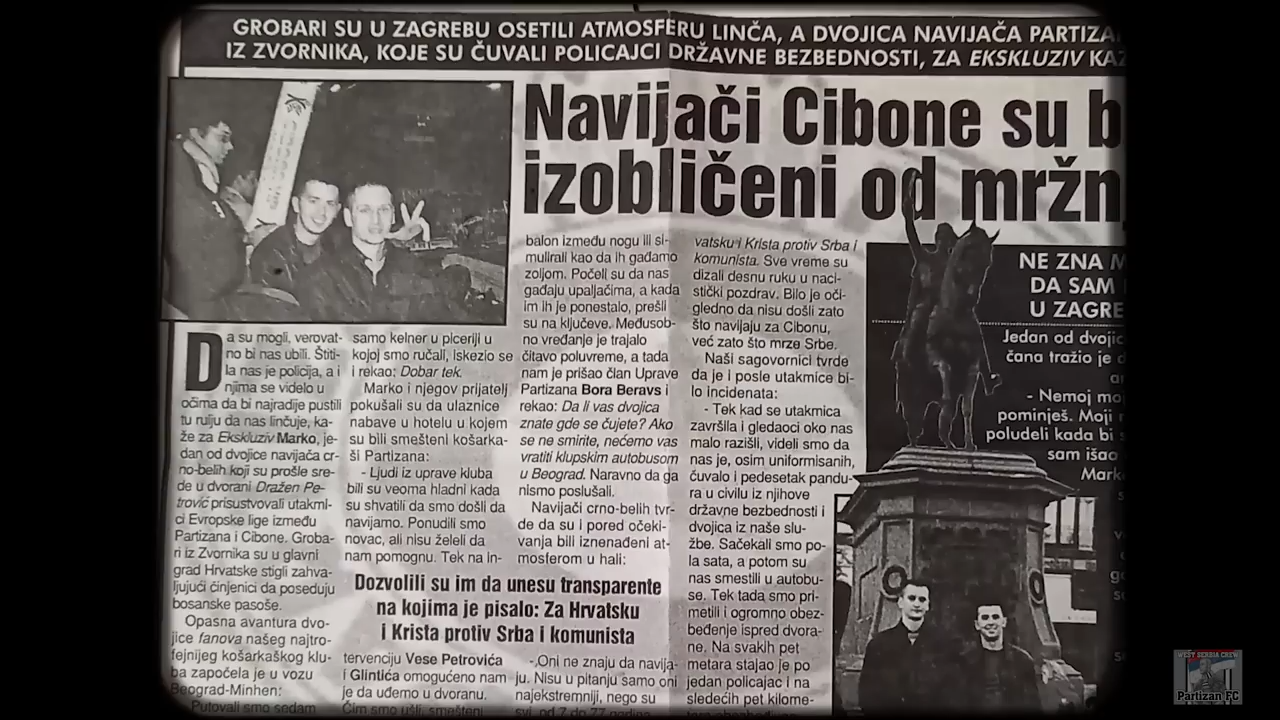 GROBARI SU U ZAGREBU OSETILI ATMOSFERU LINČA, A DVOJICA NAVIJAČA PARTIZA
IZ ZVORNIKA, KOJE SU ČUVALI POLICAJCI DRŽAVNE BEZBEDNOSTI, ZA EKSKLUZIV KAZ
Navijači Cibone su b
izobličeni od mržn
Da su mogli, verovat-
no bi nas ubili. Štiti-
la nas je policija, a i
njima se videlo u
očima da bi najradije pustili
tu rulju da nas linčuje, ka-
že za Ekskluziv Marko, je-
dan od dvojice navijača cr-
no-belih koji su prošle sre-
de u dvorani Dražen Pe-
trović prisustvovali utakmi-
ci Evropske lige između
Partizana i Cibone. Groba-
ri iz Zvornika su u glavni
grad Hrvatske stigli zahva-
ljujući činjenici da poseduju
bosanske pasoše.
Opasna avantura dvo-
jice fanova našeg najtro-
fejnijeg košarkaškog klu-
ba započela je u vozu
Beograd-Minhen:
Putovali smo sedam
samo kelner u piceriji u
kojoj smo ručali, iskezio se
i rekao: Dobar tek.
Marko i njegov prijatelj
pokušali su da ulaznice
nabave u hotelu u kojem
su bili smešteni košarka-
ši Partizana:
- Ljudi iz uprave kluba
bili su veoma hladni kada
su shvatili da smo došli da
navijamo. Ponudili smo
novac, ali nisu želeli da
nam pomognu. Tek na in-
Dozvolili su im da unesu transparente
na kojima je pisalo: Za Hrvatsku
i Krista protiv Srba i komunista
tervenciju Vese Petrovića
i Glintića omogućeno nam
je da uđemo u dvoranu.
Čim smo ušli, smešteni
balon između nogu ili si-
mulirali kao da ih gađamo
zoljom. Počeli su da nas
gađaju upaljačima, a kada
im ih je ponestalo, prešli
su na ključeve. Međusob-
no vređanje je trajalo
čitavo poluvreme, a tada
nam je prišao član Uprave
Partizana Bora Beravs i
rekao: Da li vas dvojica
znate gde se čujete? Ako
se ne smirite, nećemo vas
vratiti klupskim autobusom
u Beograd. Naravno da ga
nismo poslušali.
Navijači crno-belih tvr-
de da su i pored očeki-
vanja bili iznenađeni at-
mosferom u hali:
- Oni ne znaju da navija-
ju. Nisu u pitanju samo oni
najekstremniji, nego su
svi, od 7 do 77 godina
vatsku i Krista protiv Srba i
komunista. Sve vreme su
dizali desnu ruku u naci-
stički pozdrav. Bilo je oči-
gledno da nisu došli zato
što navijaju za Cibonu,
već zato što mrze Srbe.
Naši sagovornici tvrde
da je i posle utakmice bi-
lo incidenata:
- Tek kad se utakmica
završila i gledaoci oko nas
malo razišli, videli smo da
nas je, osim uniformisanih,
čuvalo i pedesetak pandu-
ra u civilu iz njihove
državne bezbednosti i
dvojica iz naše slu-
žbe. Sačekali smo po-
la sata, a potom su
nas smestili u autobu-
se. Tek tada smo pri-
metili i ogromno obez-
beđenje ispred dvora-
ne. Na svakih pet
metara stajao je po
jedan policajac i na
sledećih pet kilome-
NE ZNA M
DA SAM
U ZAGRE
Jedan od dvojic
čana tražio je d
- Nemoj moj
pominješ. Moji r
poludeli kada bi s
sam išao
Mark
WEST SERBIA CREW
Partizan FC